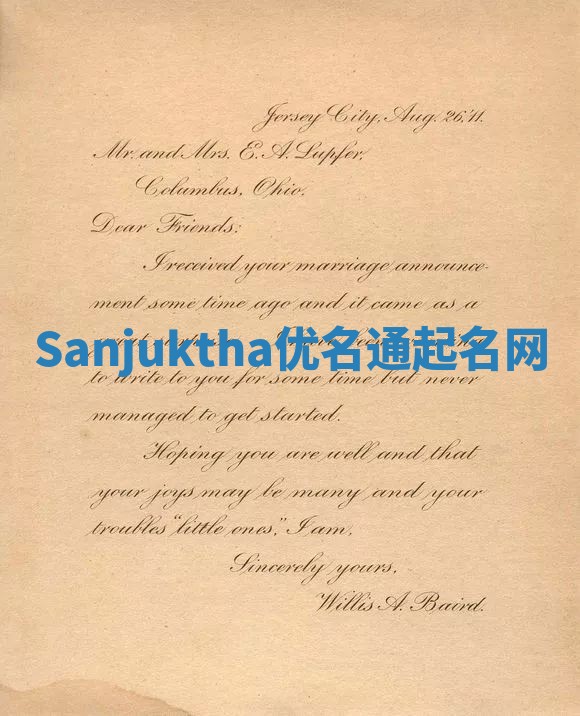 Jersey City, Aug. 26, '11.
Mr. and Mrs. E. A. Lupfer,
Columbus, Ohio.
Dear Friends:
I received your marriage announce-
ment some time ago and it came as a
Sanjuktha优名通起名网
to write to you for some time but never
managed to get started.
Hoping you are well and that
your joys may be many and your
troubles "little ones," I am,
Sincerely yours,
Willis A. Baird.